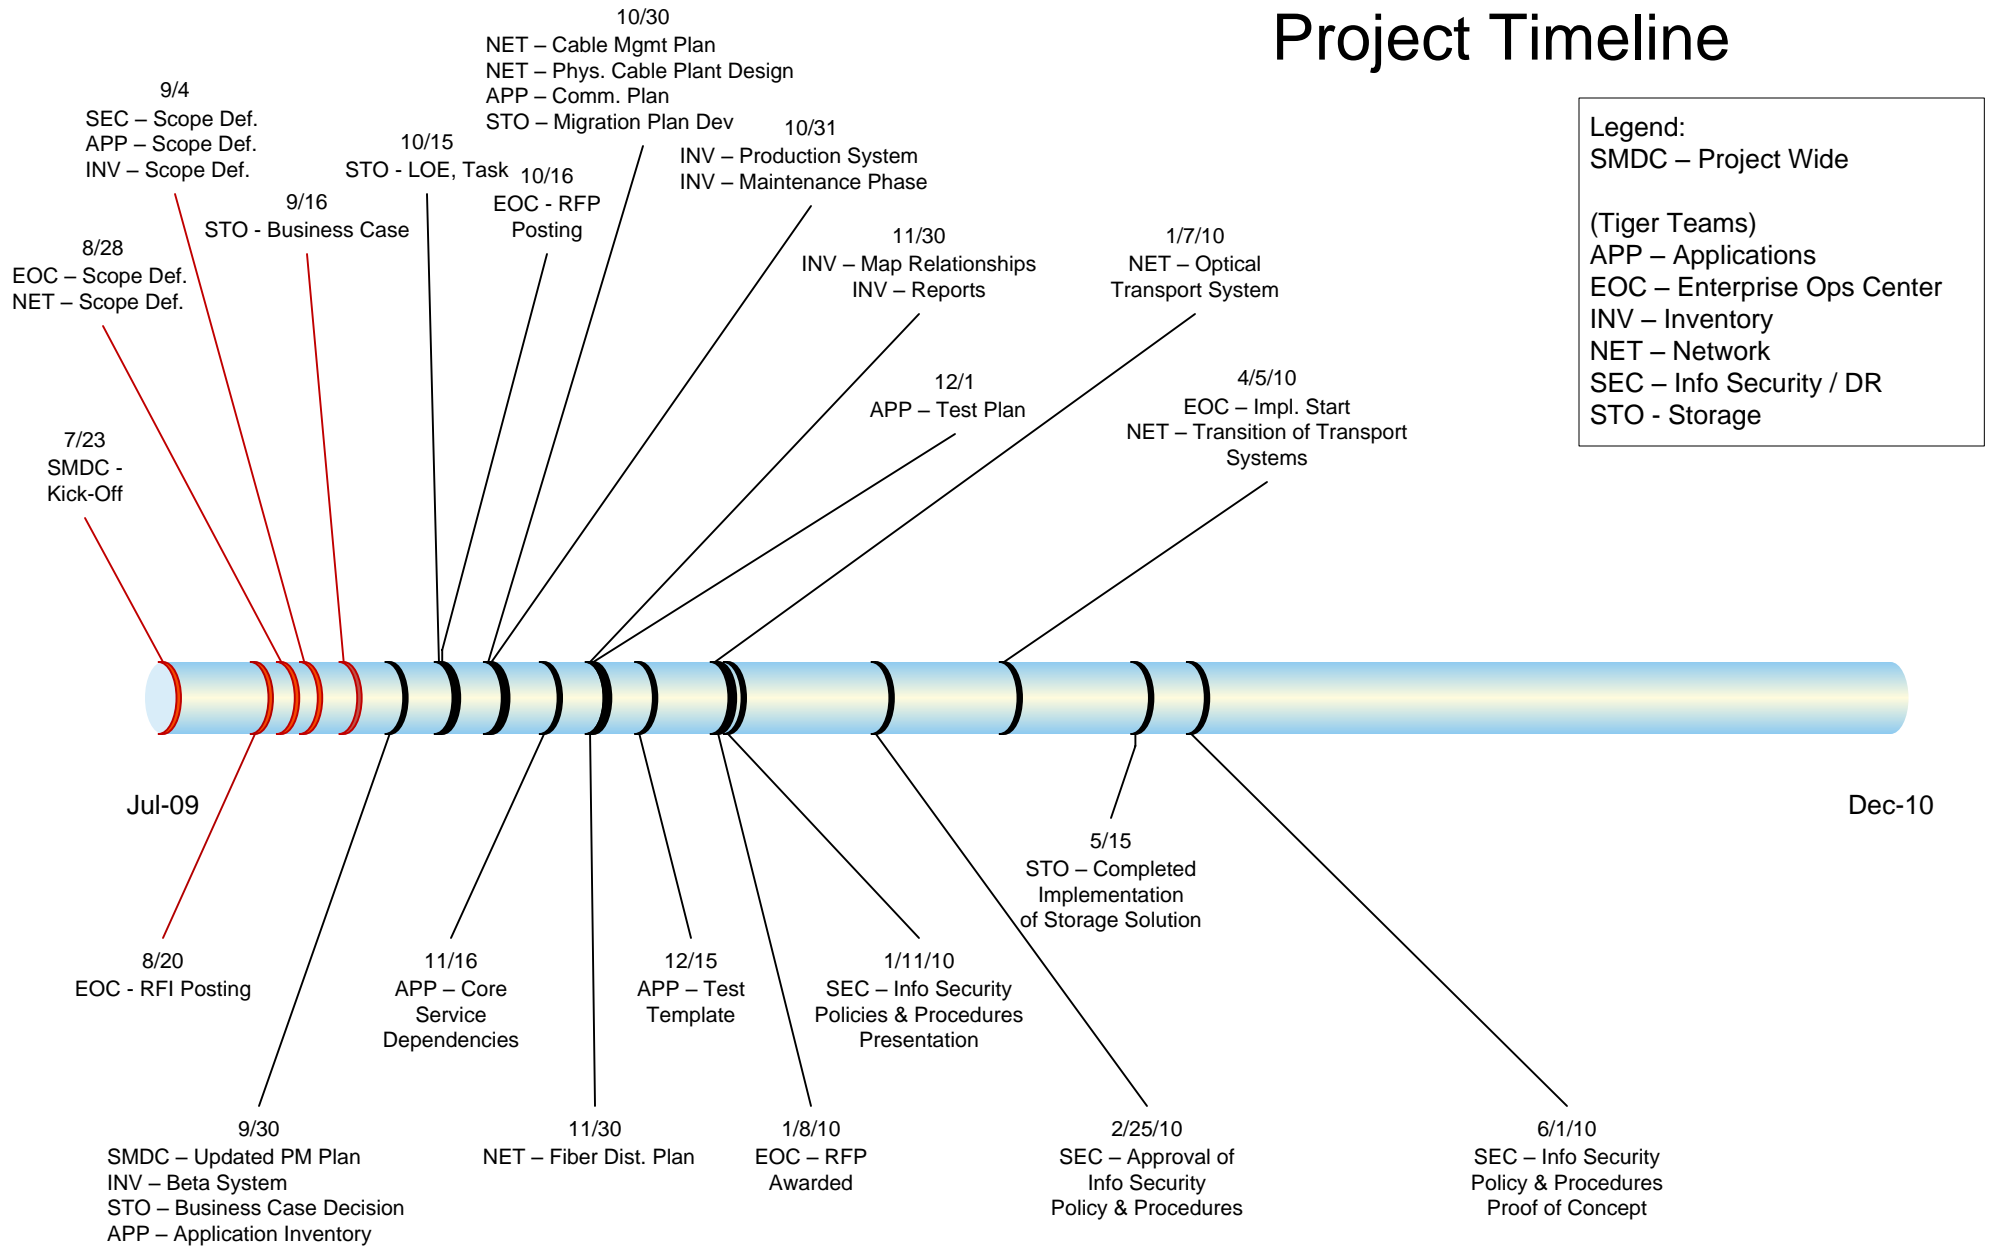 Project Timeline
Legend:
SMDC – Project Wide
(Tiger Teams)
APP – Applications
EOC – Enterprise Ops Center
INV – Inventory
NET – Network
SEC – Info Security / DR
STO - Storage
10/30
NET – Cable Mgmt Plan
NET – Phys. Cable Plant Design
APP – Comm. Plan
STO – Migration Plan Dev
9/4
SEC – Scope Def.
APP – Scope Def.
INV – Scope Def.
10/15
STO - LOE, Task
10/16
EOC - RFP
Posting
10/31
INV – Production System
INV – Maintenance Phase
9/16
STO - Business Case
8/28
EOC – Scope Def.
NET – Scope Def.
11/30
INV – Map Relationships
INV – Reports
1/7/10
NET – Optical
Transport System
12/1
APP – Test Plan
4/5/10
EOC – Impl. Start
NET – Transition of Transport
Systems
7/23
SMDC -
Kick-Off
Jul-09
Dec-10
5/15
STO – Completed
Implementation
of Storage Solution
8/20
EOC - RFI Posting
11/16
APP – Core
Service
Dependencies
12/15
APP – Test
Template
1/11/10
SEC – Info Security
Policies & Procedures
Presentation
9/30
SMDC – Updated PM Plan
INV – Beta System
STO – Business Case Decision
APP – Application Inventory
11/30
NET – Fiber Dist. Plan
1/8/10
EOC – RFP
Awarded
2/25/10
SEC – Approval of
Info Security
Policy & Procedures
6/1/10
SEC – Info Security
Policy & Procedures
Proof of Concept